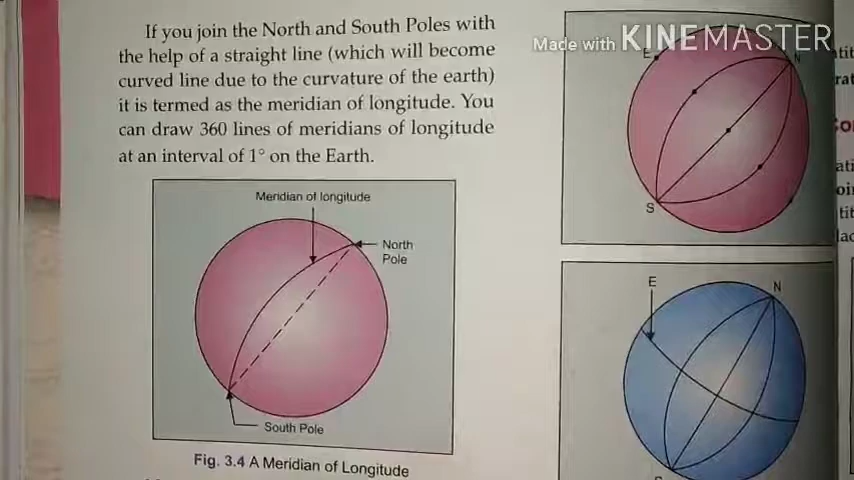 If you join the North and South Poles with
the help of a straight line (which will become
curved line due to the curvature of the earth)
it is termed as the meridian of longitude. You
can draw 360 lines of meridians of longitude
at an interval of 1° on the Earth.
Meridian of longitude
North
Pole
South Pole
Fig. 3.4 A Meridian of Longitude
Made with KINEMASTER
E
N
S
E
N